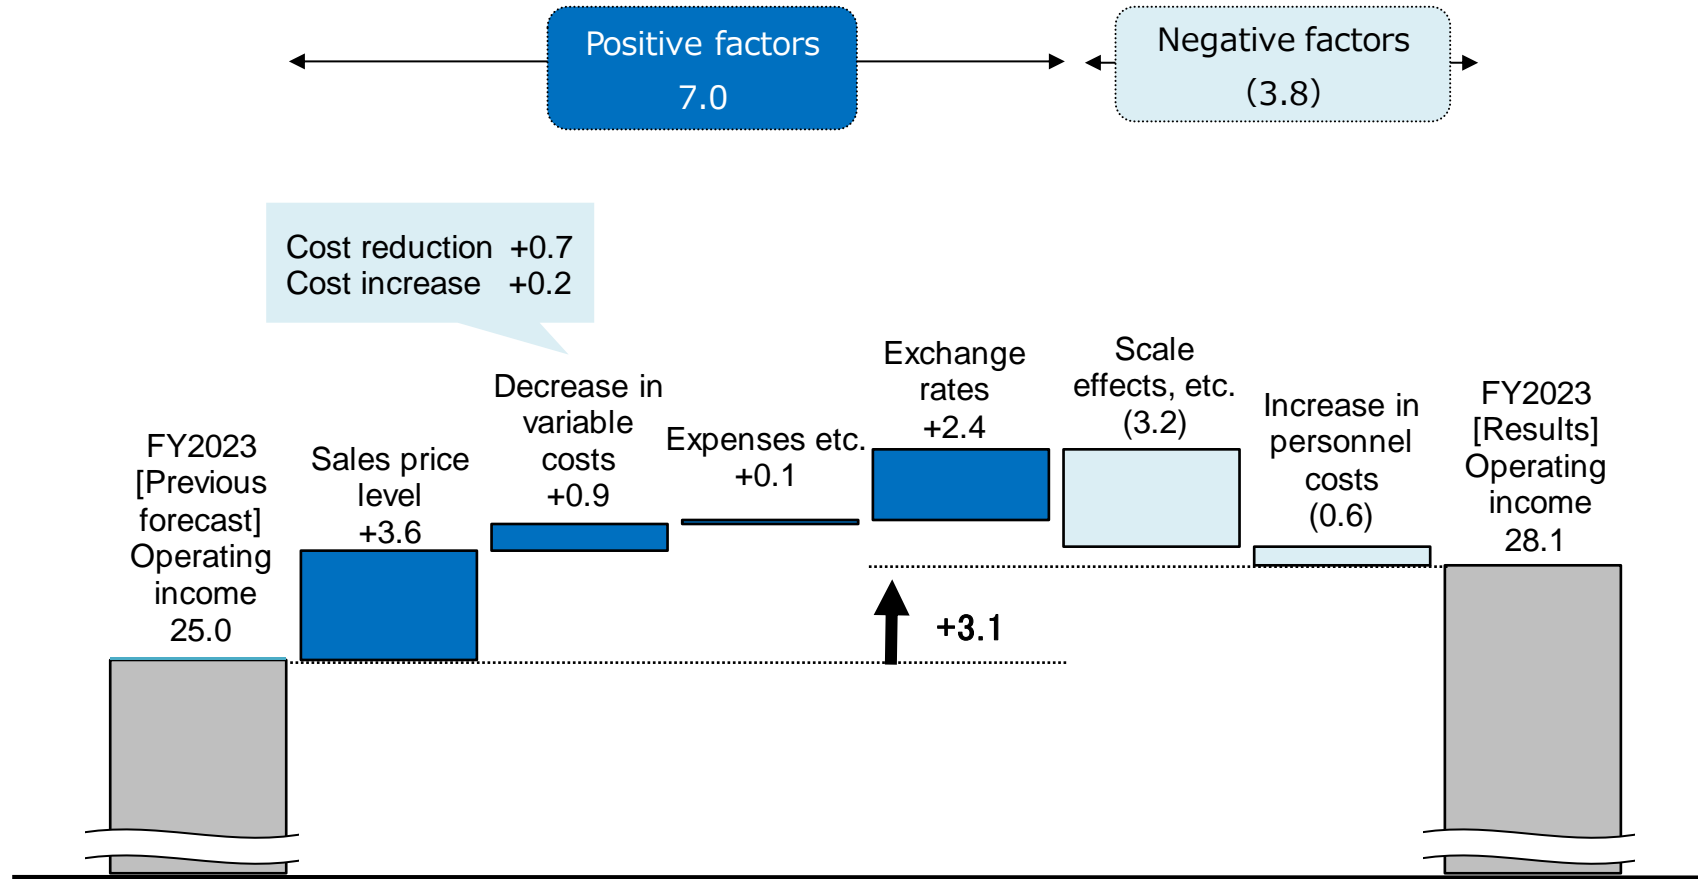 Positive factors
7.0
Negative factors
(3.8)
Cost reduction +0.7
Cost increase +0.2
FY2023
[Previous
forecast]
Operating
income
25.0
Sales price
level
+3.6
Decrease in
variable
costs
+0.9
Expenses etc.
+0.1
Exchange
rates
+2.4
Scale
effects, etc.
(3.2)
Increase in
personnel
costs
(0.6)
FY2023
[Results]
Operating
income
28.1
+3.1